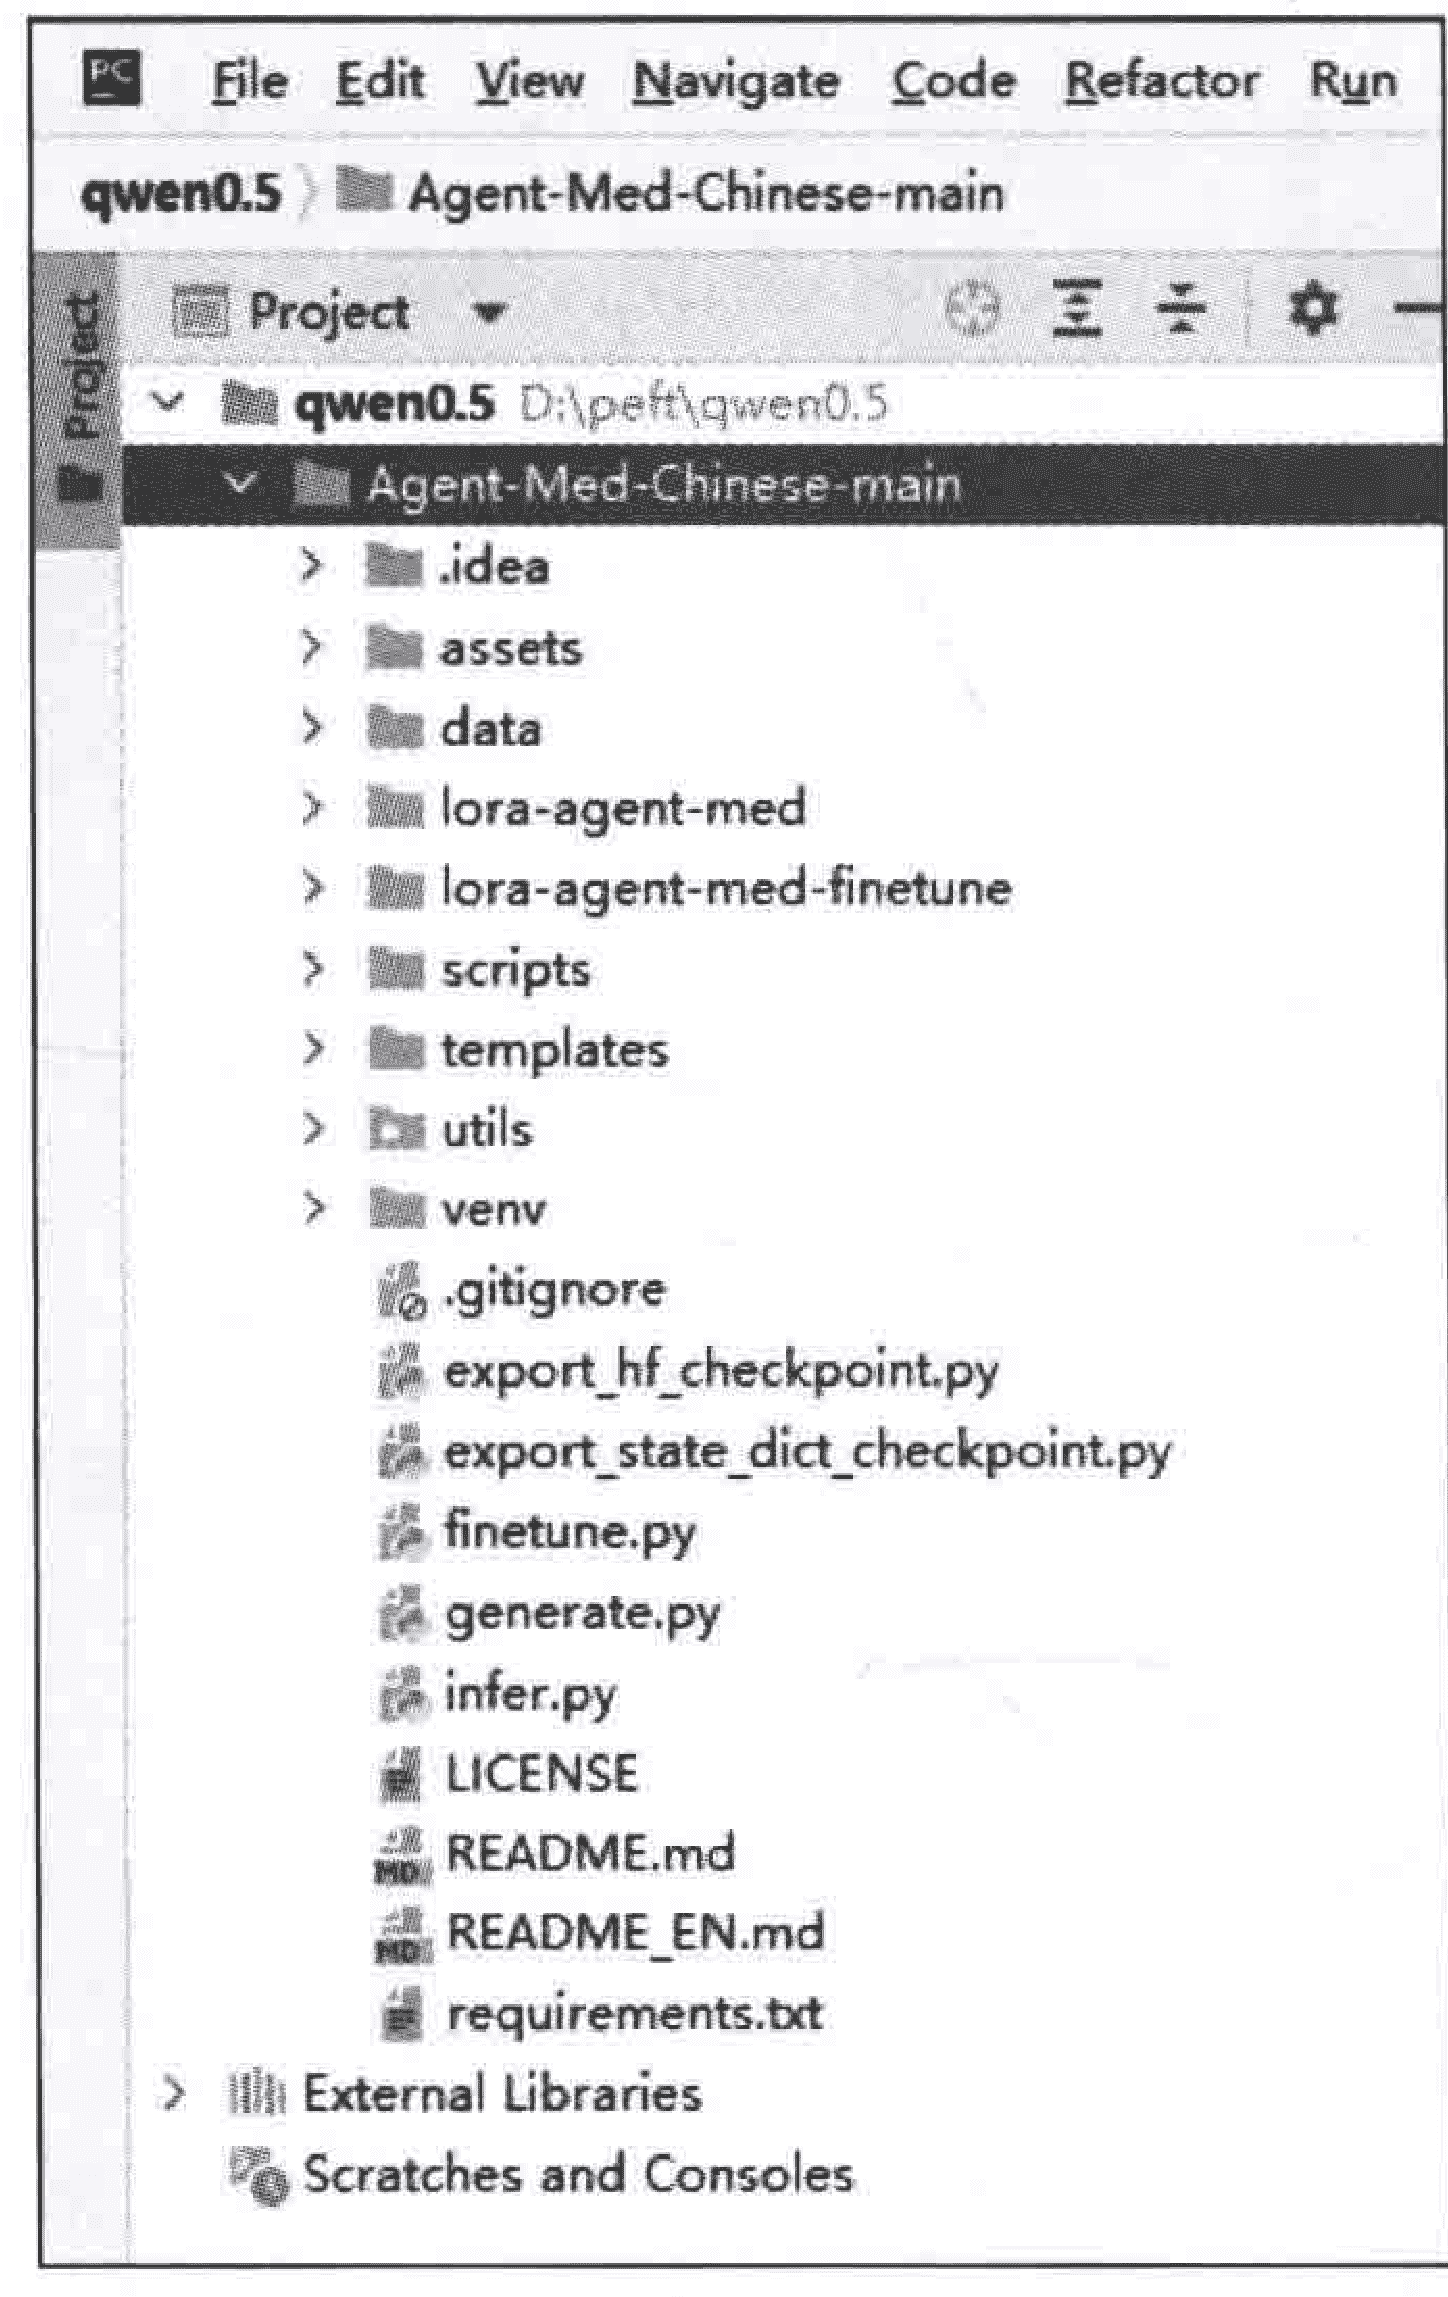 PC File Edit View Navigate Code Refactor Run
qwen0.5 Agent-Med-Chinese-main
Project
Project
qwen0.5 D:\peft\qwen0.5
Agent-Med-Chinese-main
.idea
assets
data
lora-agent-med
lora-agent-med-finetune
scripts
templates
utils
venv
.gitignore
export_hf_checkpoint.py
export_state_dict_checkpoint.py
finetune.py
generate.py
infer.py
LICENSE
MD README.md
MD README_EN.md
requirements.txt
External Libraries
Scratches and Consoles